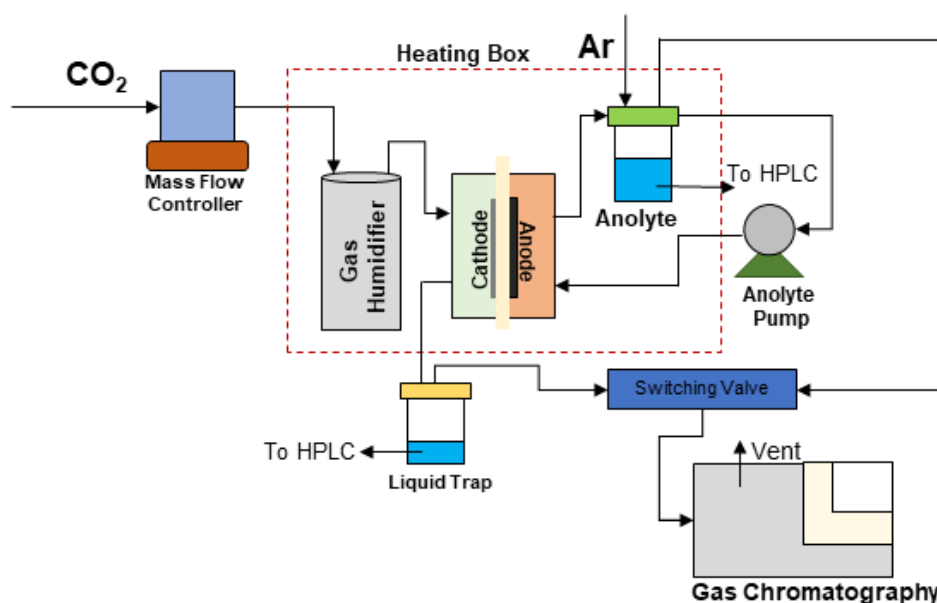 Heating Box
Ar
CO₂
Mass Flow
Controller
Gas
Humidifier
Cathode
Anode
Anolyte
To HPLC
Anolyte
Pump
Switching Valve
To HPLC
Liquid Trap
Vent
Gas Chromatography